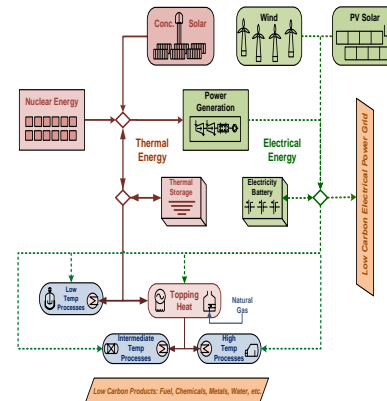 Conc. Solar
Wind
PV Solar
Nuclear Energy
Power
Generation
Thermal
Energy
Electrical
Energy
Thermal
Storage
Electricity
Battery
Low Carbon Electrical Power Grid
Low
Temp
Processes
Topping
Heat
Natural
Gas
Intermediate
Temp
Processes
High
Temp
Processes
Low Carbon Products: Fuel, Chemicals, Metals, Water, etc.